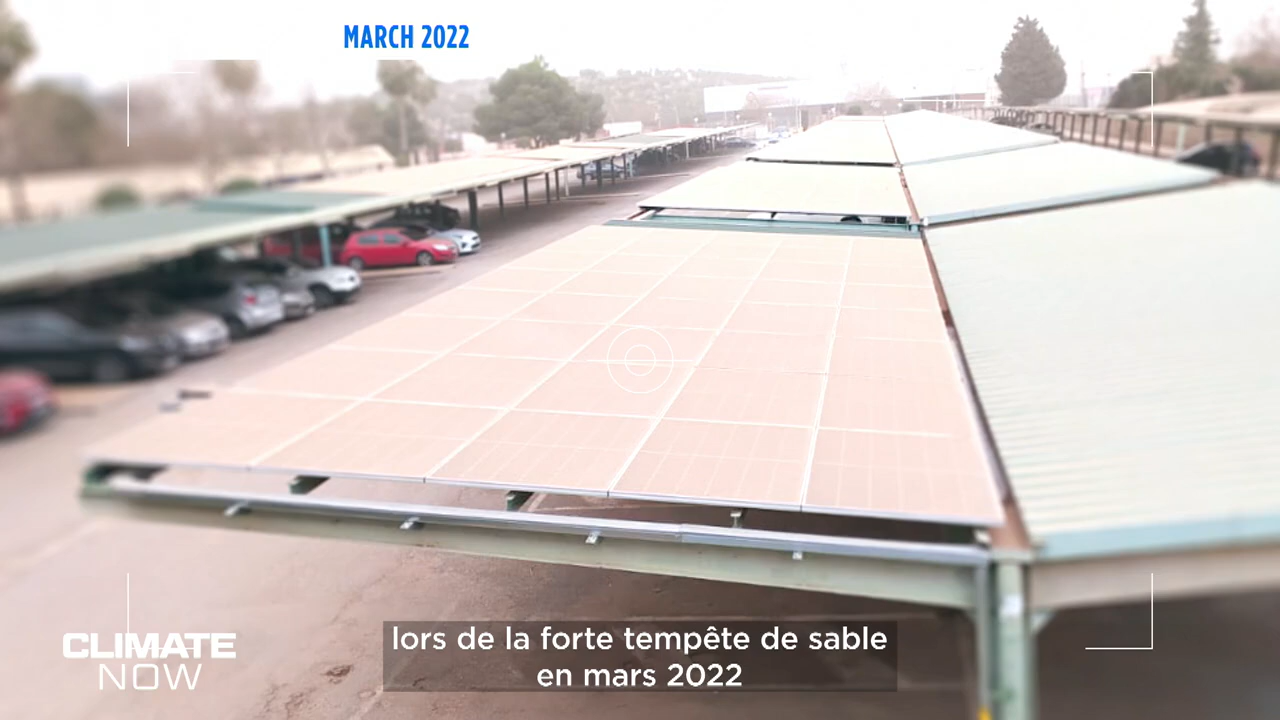 MARCH 2022
CLIMATE
NOW
lors de la forte tempête de sable
en mars 2022